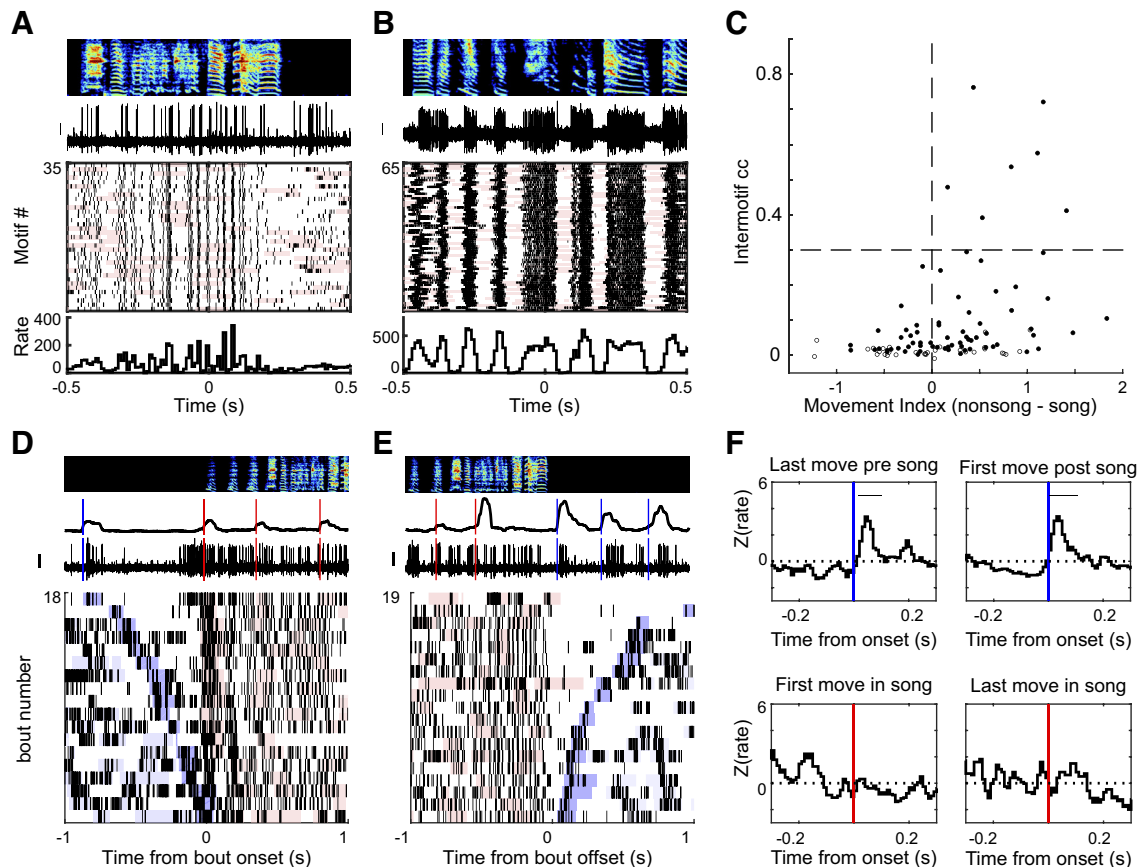 A
35
Motif #
400
200
0
Rate
-0.5
0
0.5
Time (s)
B
65
500
0
-0.5
0
0.5
Time (s)
C
0.8
0.4
0
Intermotif cc
-1
0
1
2
Movement Index (nonsong - song)
D
18
bout number
-1
0
1
Time from bout onset (s)
E
19
-1
0
1
Time from bout offset (s)
F
Last move pre song
6
0
Z(rate)
-0.2
0.2
Time from onset (s)
First move post song
-0.2
0.2
Time from onset (s)
First move in song
6
0
Z(rate)
-0.2
0.2
Time from onset (s)
Last move in song
-0.2
0.2
Time from onset (s)